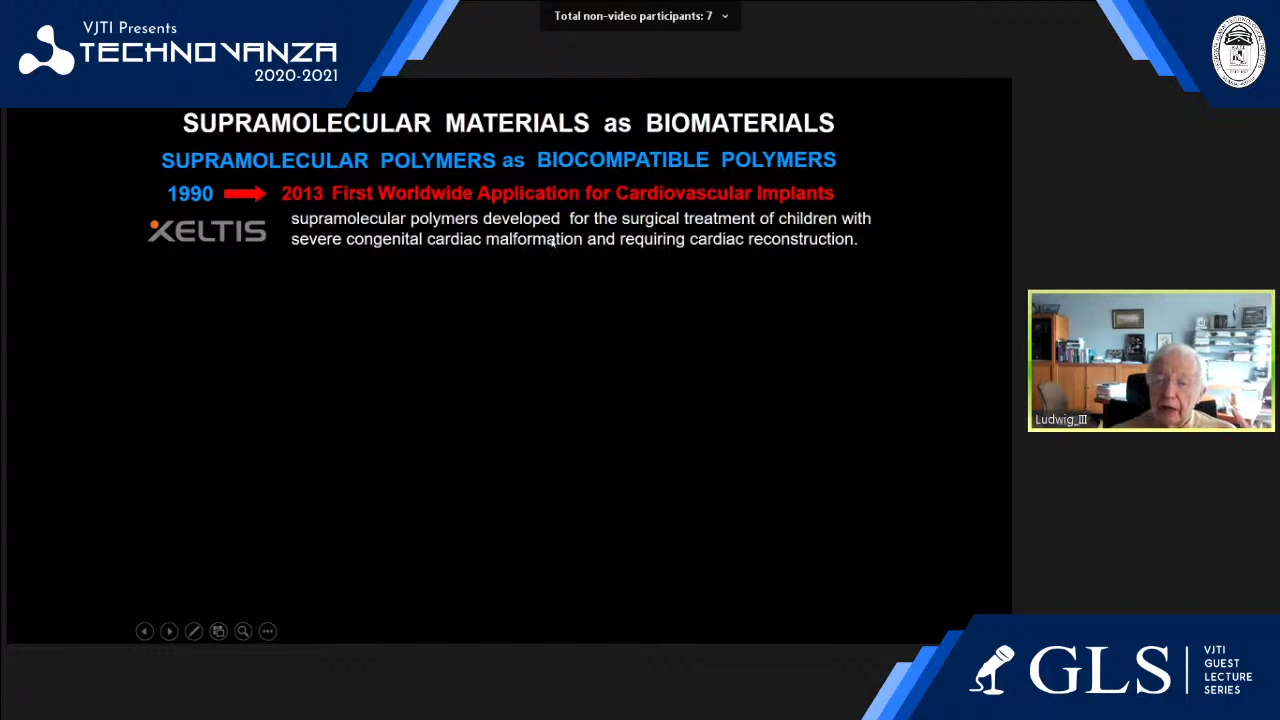 Total non-video participants: 7
VJTI Presents
TECHNOVANZA
2020-2021
SUPRAMOLECULAR MATERIALS as BIOMATERIALS
SUPRAMOLECULAR POLYMERS as BIOCOMPATIBLE POLYMERS
1990 2013 First Worldwide Application for Cardiovascular Implants
XELTIS
supramolecular polymers developed for the surgical treatment of children with
severe congenital cardiac malformation and requiring cardiac reconstruction.
Ludwig_III
GLS
VJTI
GUEST
LECTURE
SERIES